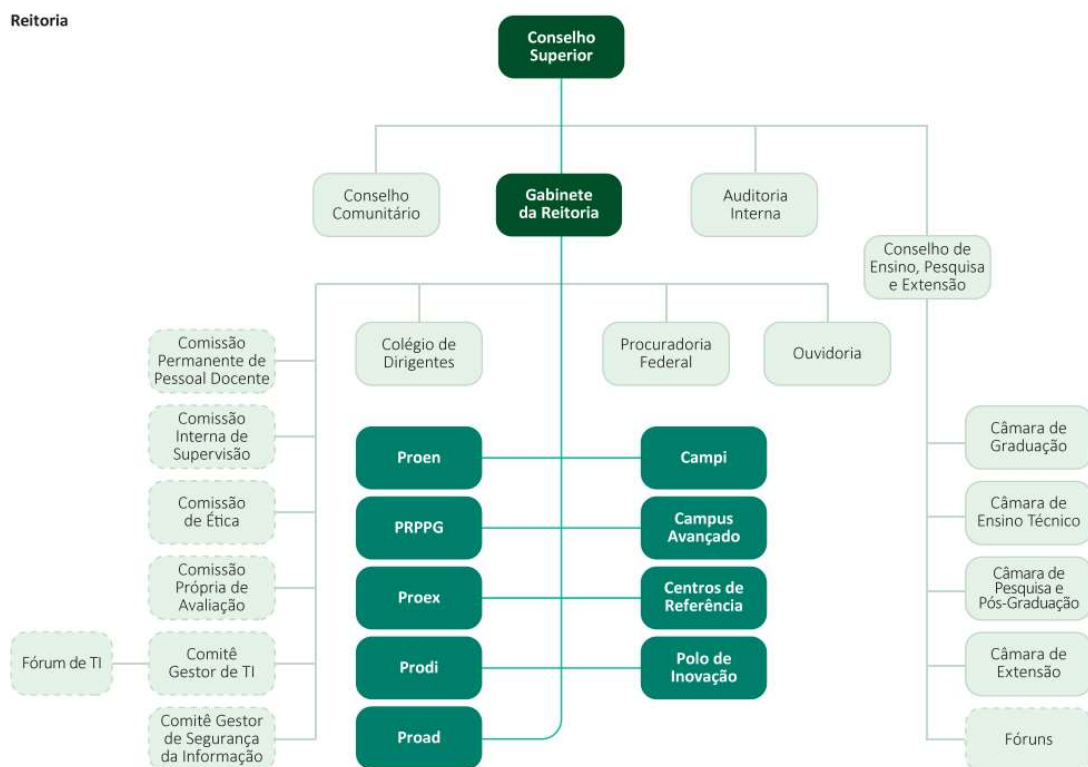 Reitoria
Conselho
Superior
Conselho
Comunitário
Gabinete
da Reitoria
Auditoria
Interna
Conselho de
Ensino, Pesquisa
e Extensão
Comissão
Permanente de
Pessoal Docente
Colégio de
Dirigentes
Procuradoria
Federal
Ouvidoria
Comissão
Interna de
Supervisão
Proen
Campi
Câmara de
Graduação
Comissão
de Ética
PRPPG
Campus
Avançado
Câmara de
Ensino Técnico
Comissão
Própria de
Avaliação
Proex
Centros de
Referência
Câmara de
Pesquisa e
Pós-Graduação
Fórum de TI
Comitê
Gestor de TI
Prodi
Polo de
Inovação
Câmara de
Extensão
Comitê Gestor
de Segurança
da Informação
Proad
Fóruns